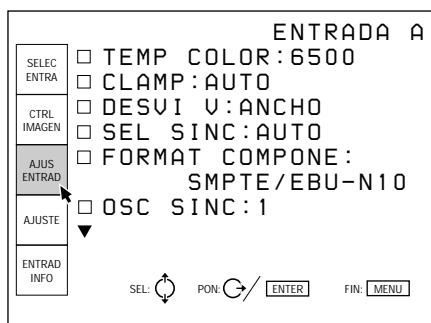 ENTRADA A
SELEC
ENTRA
CTRL
IMAGEN
AJUS
ENTRAD
AJUSTE
ENTRAD
INFO
TEMP COLOR:6500
CLAMP:AUTO
DESVI V:ANCHO
SEL SINC:AUTO
FORMAT COMPONE:
SMPTE/EBU-N10
OSC SINC:1
SEL: PON: ENTER FIN: MENU